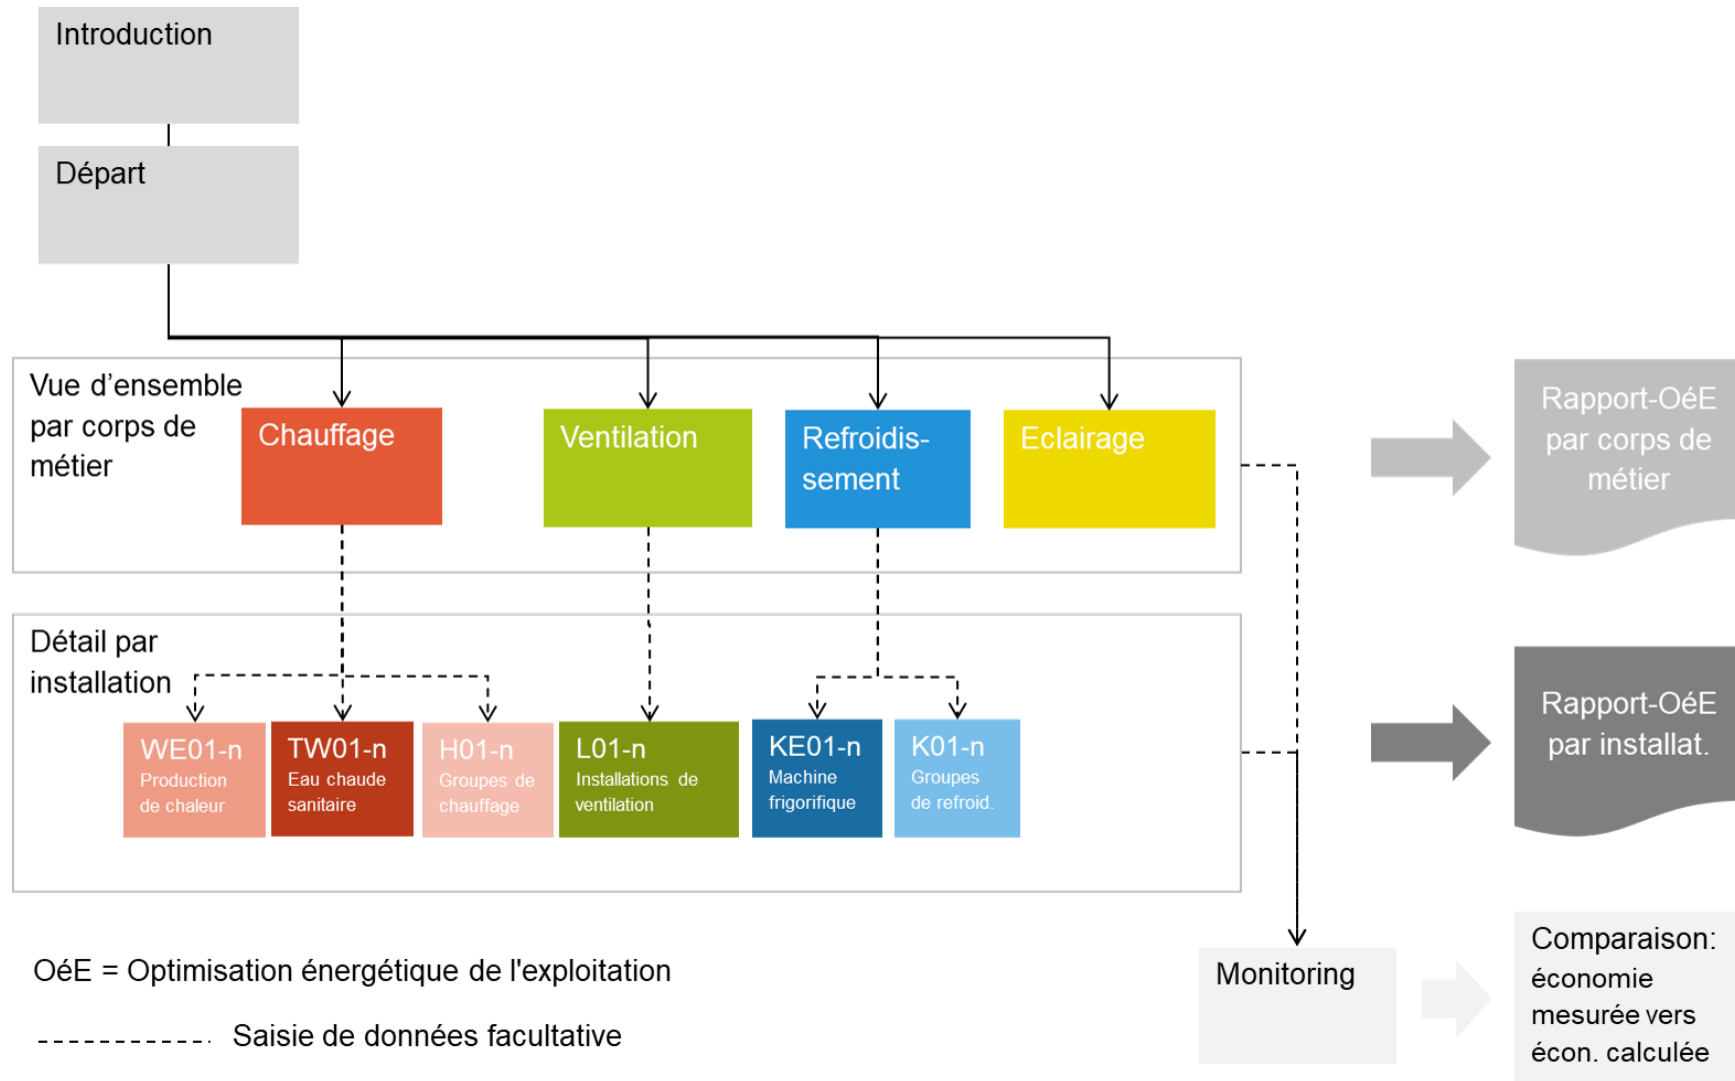 Introduction
Départ
Vue d’ensemble
par corps de
métier
Chauffage
Ventilation
Refroidis-
sement
Eclairage
Rapport-OéE
par corps de
métier
Détail par
installation
WE01-n
Production
de chaleur
TW01-n
Eau chaude
sanitaire
H01-n
Groupes de
chauffage
L01-n
Installations de
ventilation
KE01-n
Machine
frigorifique
K01-n
Groupes
de refroid.
Rapport-OéE
par installat.
OéE = Optimisation énergétique de l'exploitation
Saisie de données facultative
Monitoring
Comparaison:
économie
mesurée vers
écon. calculée